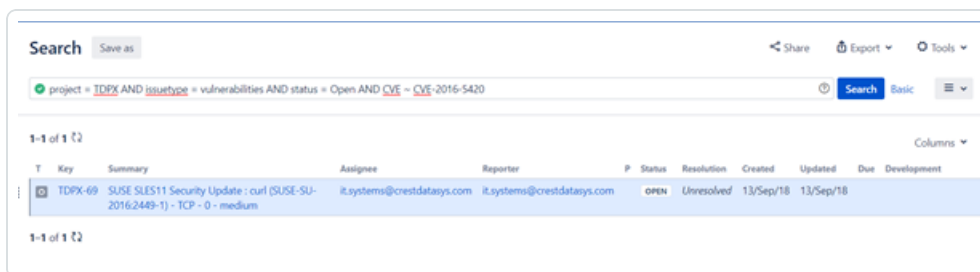 Search Save as Share Export Tools
project = TDPX AND issuetype = vulnerabilities AND status = Open AND CVE ~ CVE-2016-5420 Search Basic
1-1 of 1
Columns
T Key Summary Assignee Reporter P Status Resolution Created Updated Due Development
TDPX-69 SUSE SLES11 Security Update : curl (SUSE-SU- it.systems@crestdatasys.com it.systems@crestdatasys.com OPEN Unresolved 13/Sep/18 13/Sep/18
2016:2449-1) - TCP - 0 - medium
1-1 of 1